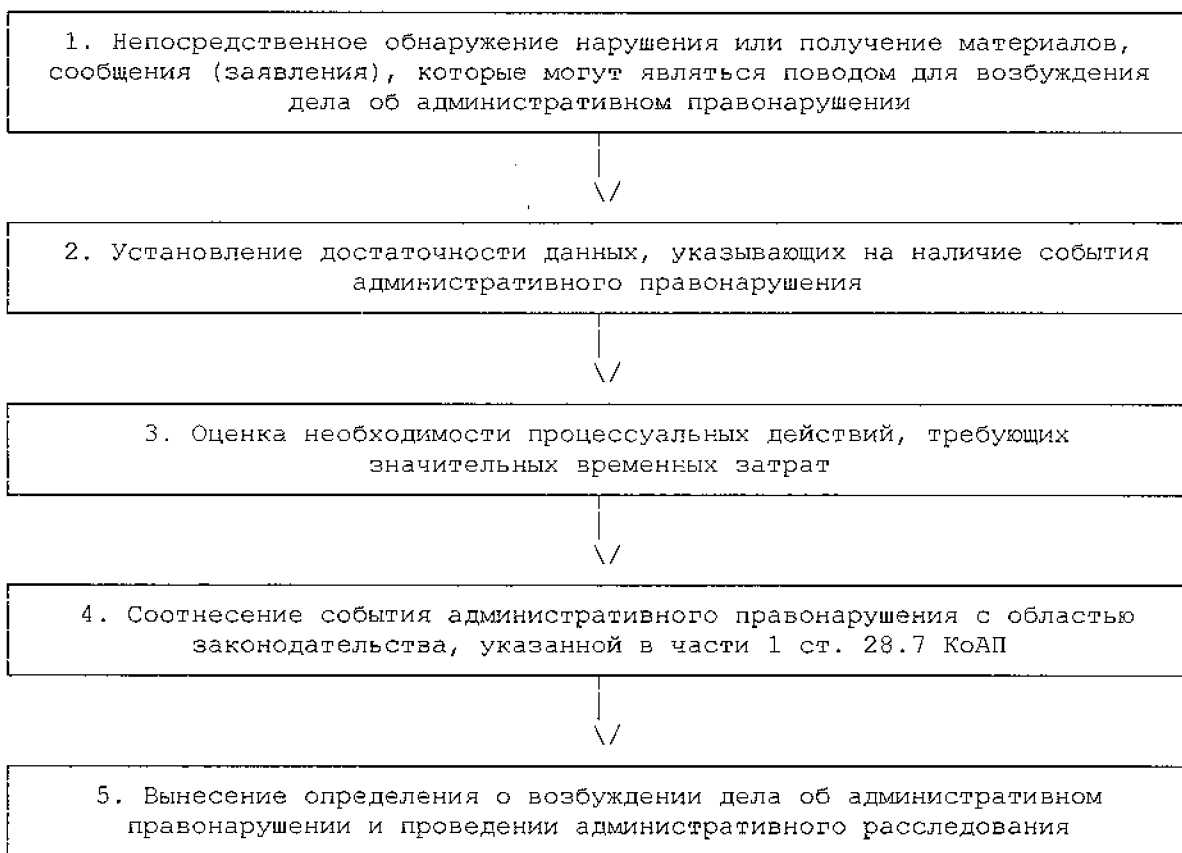 1. Непосредственное обнаружение нарушения или получение материалов,
сообщения (заявления), которые могут являться поводом для возбуждения
дела об административном правонарушении
2. Установление достаточности данных, указывающих на наличие события
административного правонарушения
3. Оценка необходимости процессуальных действий, требующих
значительных временных затрат
4. Соотнесение события административного правонарушения с областью
законодательства, указанной в части 1 ст. 28.7 КоАП
5. Вынесение определения о возбуждении дела об административном
правонарушении и проведении административного расследования